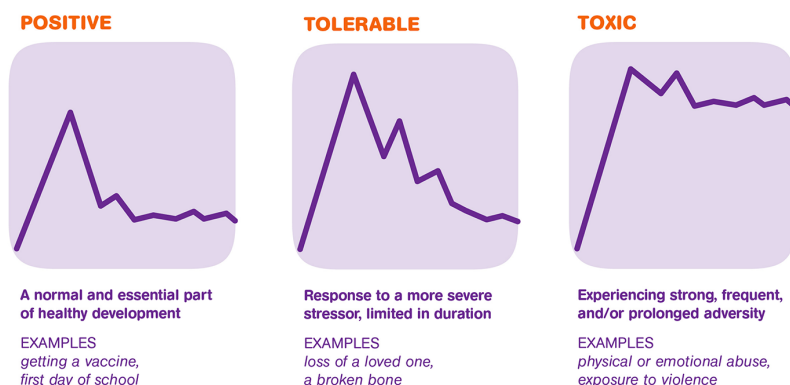 POSITIVE
A normal and essential part
of healthy development
EXAMPLES
getting a vaccine,
first day of school
TOLERABLE
Response to a more severe
stressor, limited in duration
EXAMPLES
loss of a loved one,
a broken bone
TOXIC
Experiencing strong, frequent,
and/or prolonged adversity
EXAMPLES
physical or emotional abuse,
exposure to violence